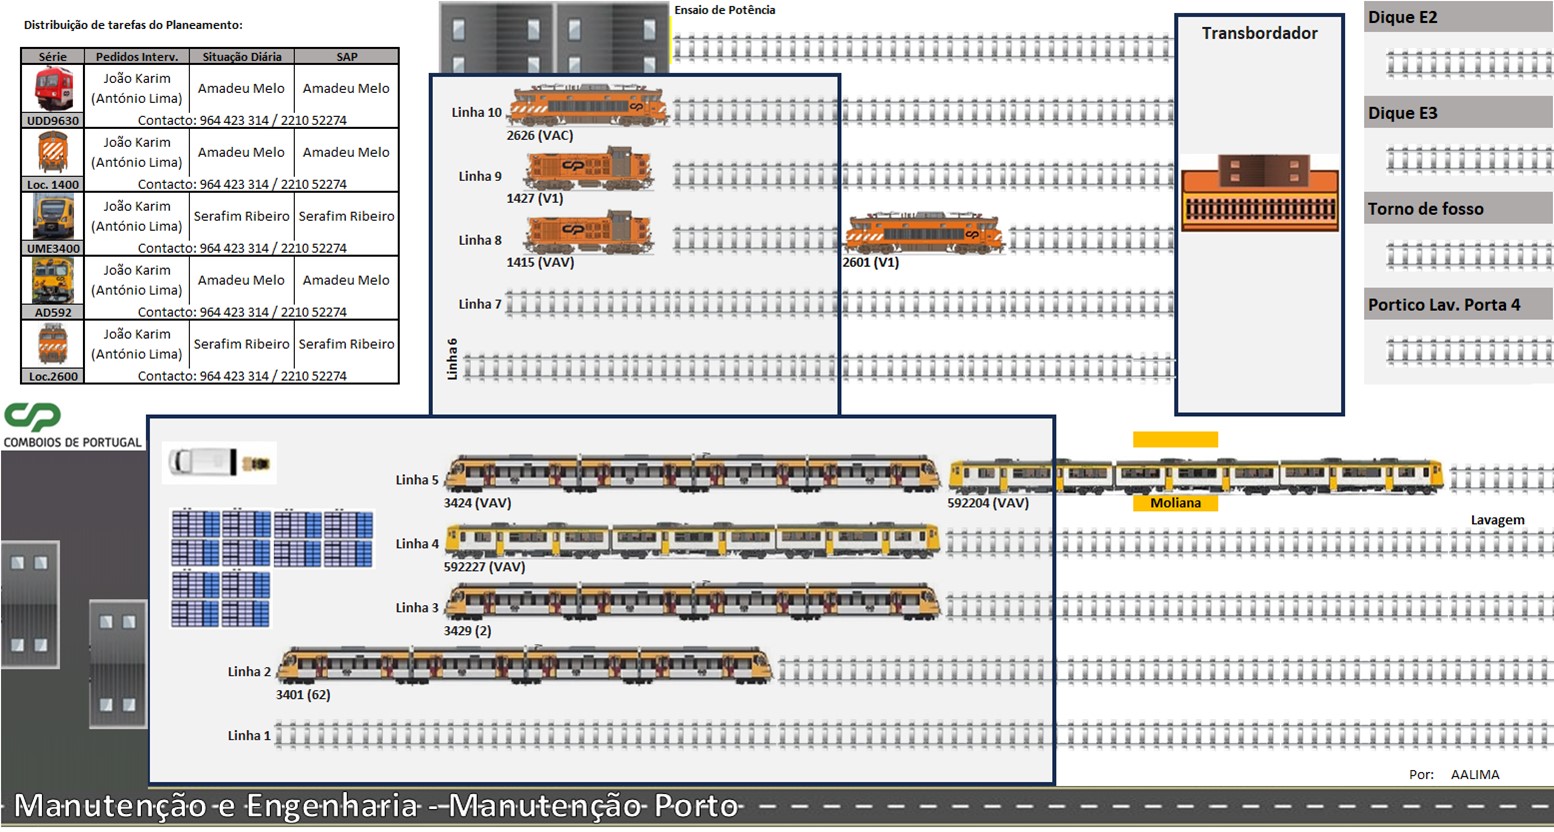 Distribuição de tarefas do Planeamento:
Série Pedidos Interv. Situação Diária SAP
João Karim
(António Lima) Amadeu Melo Amadeu Melo
UDD9630 Contacto: 964 423 314 / 2210 52274
João Karim
(António Lima) Amadeu Melo Amadeu Melo
Loc. 1400 Contacto: 964 423 314 / 2210 52274
João Karim
(António Lima) Serafim Ribeiro Serafim Ribeiro
UME3400 Contacto: 964 423 314 / 2210 52274
João Karim
(António Lima) Amadeu Melo Amadeu Melo
AD592 Contacto: 964 423 314 / 2210 52274
João Karim
(António Lima) Serafim Ribeiro Serafim Ribeiro
Loc.2600 Contacto: 964 423 314 / 2210 52274
CP
COMBOIOS DE PORTUGAL
Ensaio de Potência
Linha 10
2626 (VAC)
Linha 9
1427 (V1)
Linha 8
1415 (VAV)
2601 (V1)
Linha 7
Linha 6
Transbordador
Dique E2
Dique E3
Torno de fosso
Portico Lav. Porta 4
Linha 5
3424 (VAV)
592204 (VAV)
Moliana
Lavagem
Linha 4
592227 (VAV)
Linha 3
3429 (2)
Linha 2
3401 (62)
Linha 1
Por: AALIMA
Manutenção e Engenharia - Manutenção Porto